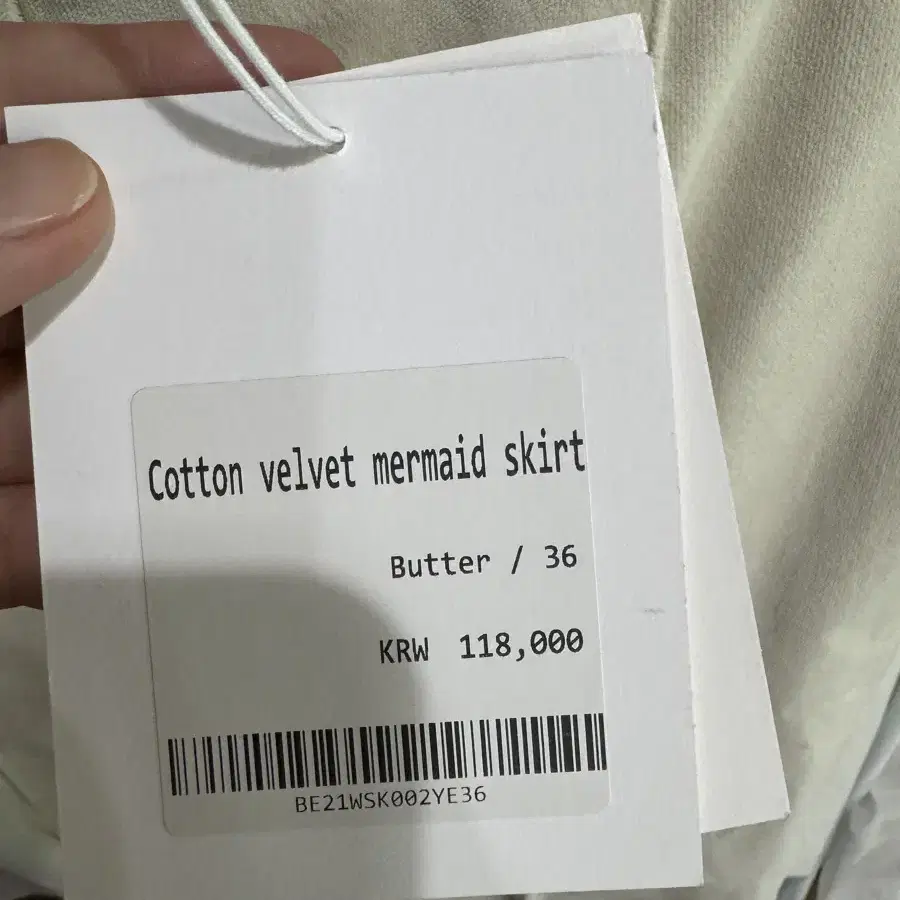 Cotton velvet mermaid skirt
Butter / 36
KRW 118,000
BE21WSK002YE36